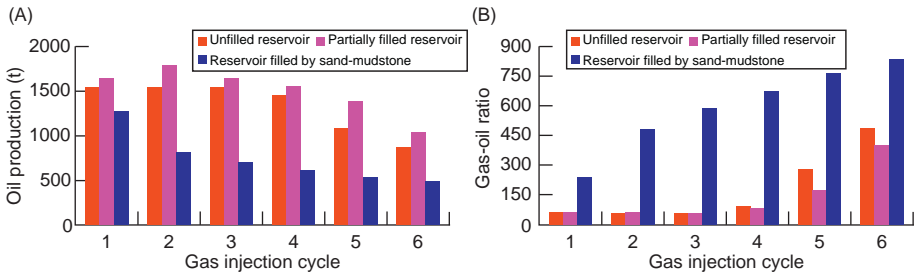 (A)
Unfilled reservoir Partially filled reservoir
Reservoir filled by sand-mudstone
Oil production (t)
2000
1500
1000
500
0
1 2 3 4 5 6
Gas injection cycle
(B)
Unfilled reservoir Partially filled reservoir
Reservoir filled by sand-mudstone
Gas-oil ratio
900
750
600
450
300
150
0
1 2 3 4 5 6
Gas injection cycle